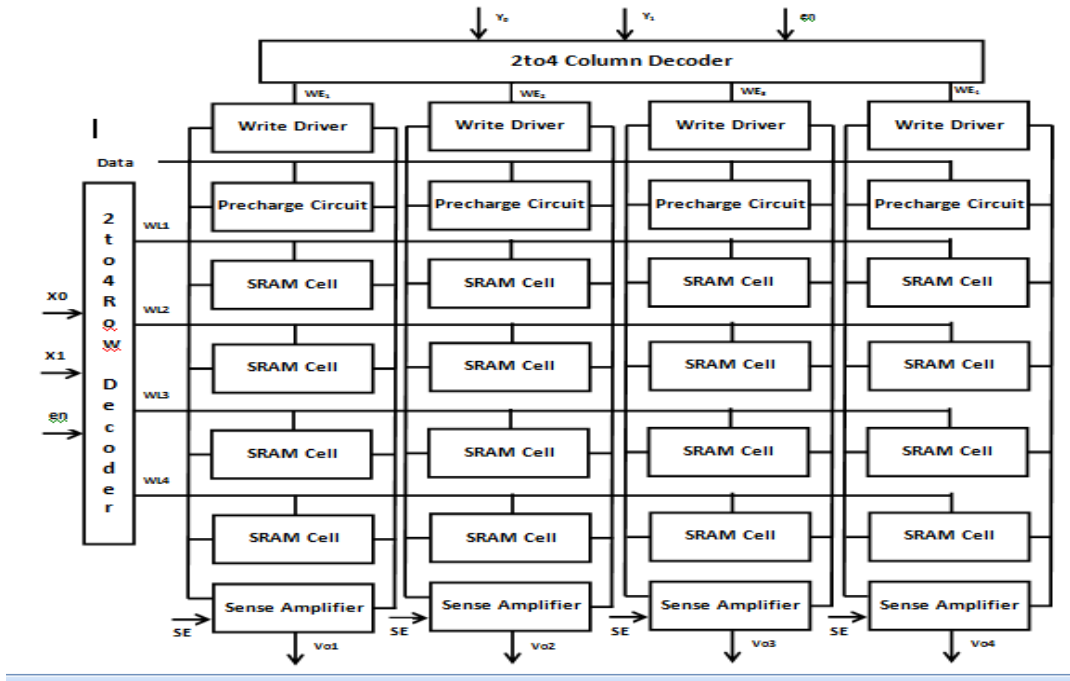 Y₀ Y₁ en
2to4 Column Decoder
WE₁ WE₂ WE₃ WE₄
Write Driver Write Driver Write Driver Write Driver
Data
Precharge Circuit Precharge Circuit Precharge Circuit Precharge Circuit
2to4Row Decoder
WL1
SRAM Cell SRAM Cell SRAM Cell SRAM Cell
X0
WL2
X1
SRAM Cell SRAM Cell SRAM Cell SRAM Cell
WL3
en
SRAM Cell SRAM Cell SRAM Cell SRAM Cell
WL4
SRAM Cell SRAM Cell SRAM Cell SRAM Cell
Sense Amplifier Sense Amplifier Sense Amplifier Sense Amplifier
SE SE SE SE
Vo1 Vo2 Vo3 Vo4